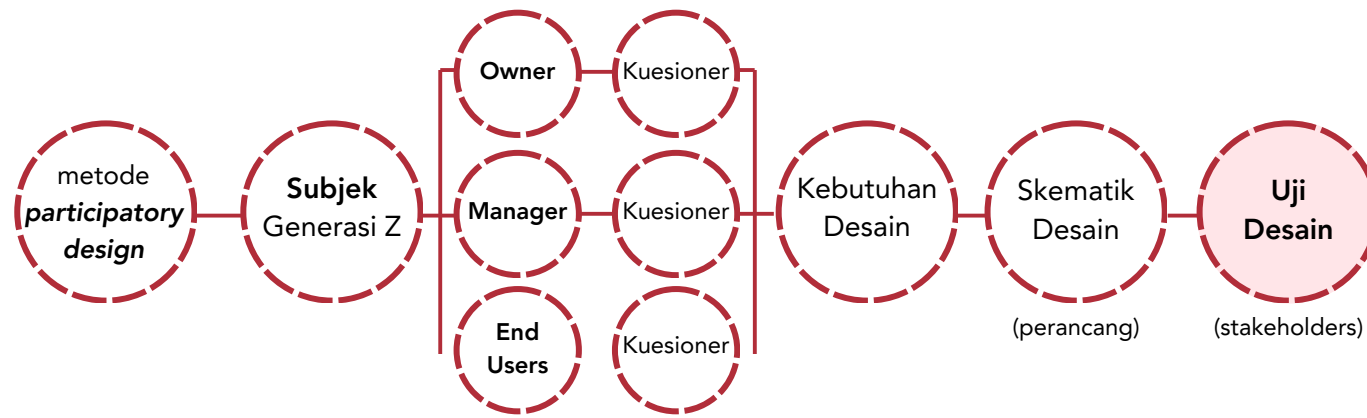 metode
participatory
design
Subjek
Generasi Z
Owner
Kuesioner
Manager
Kuesioner
End
Users
Kuesioner
Kebutuhan
Desain
Skematik
Desain
(perancang)
Uji
Desain
(stakeholders)